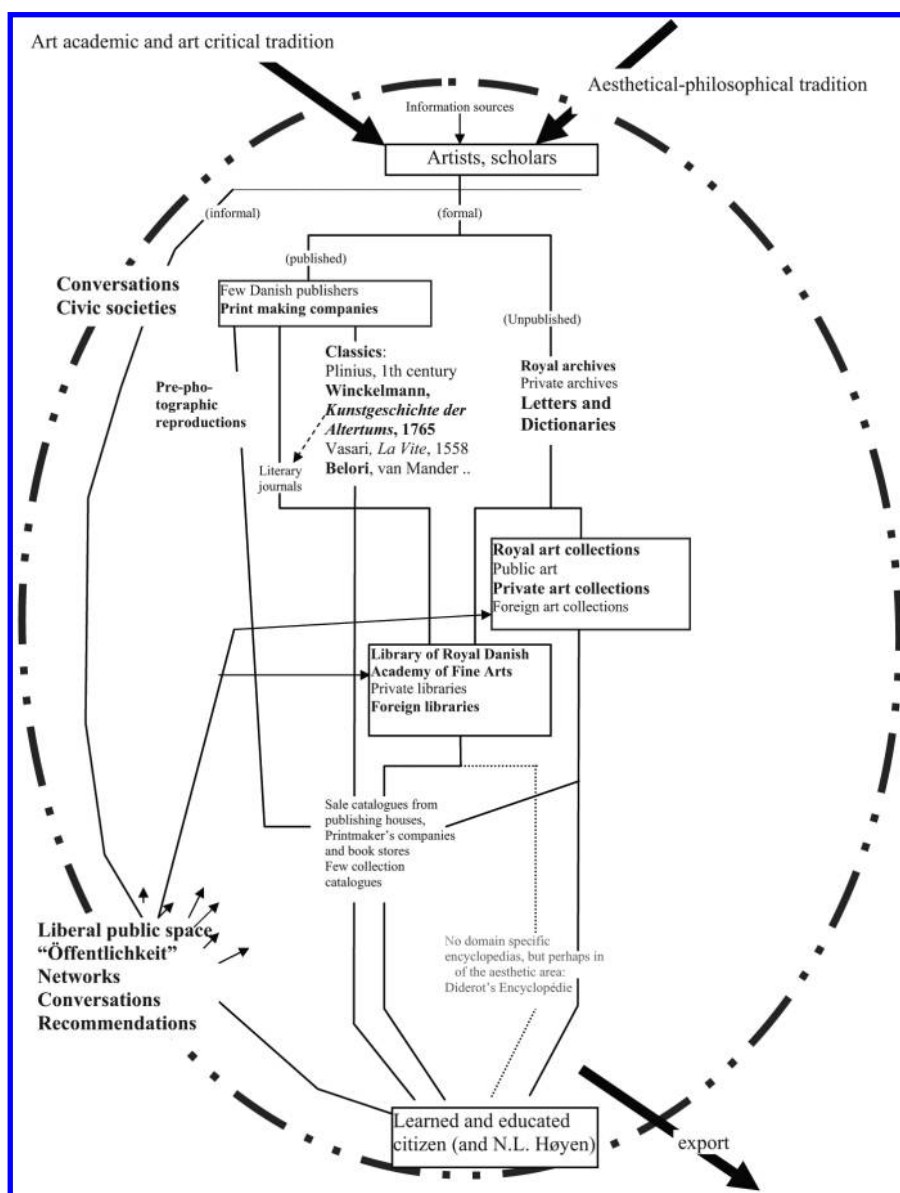 Art academic and art critical tradition
Aesthetical-philosophical tradition
Information sources
Artists, scholars
(informal)
(formal)
(published)
Conversations
Civic societies
Few Danish publishers
Print making companies
(Unpublished)
Classics:
Plinius, 1th century
Winckelmann,
Kunstgeschichte der
Altertums, 1765
Vasari, La Vite, 1558
Belori, van Mander ..
Royal archives
Private archives
Letters and
Dictionaries
Pre-pho-
tographic
reproductions
Literary
journals
Royal art collections
Public art
Private art collections
Foreign art collections
Library of Royal Danish
Academy of Fine Arts
Private libraries
Foreign libraries
Sale catalogues from
publishing houses,
Printmaker's companies
and book stores
Few collection
catalogues
Liberal public space
“Öffentlichkeit”
Networks
Conversations
Recommendations
No domain specific
encyclopedias, but perhaps in
of the aesthetic area:
Diderot's Encyclopédie
Learned and educated
citizen (and N.L. Høyen)
export